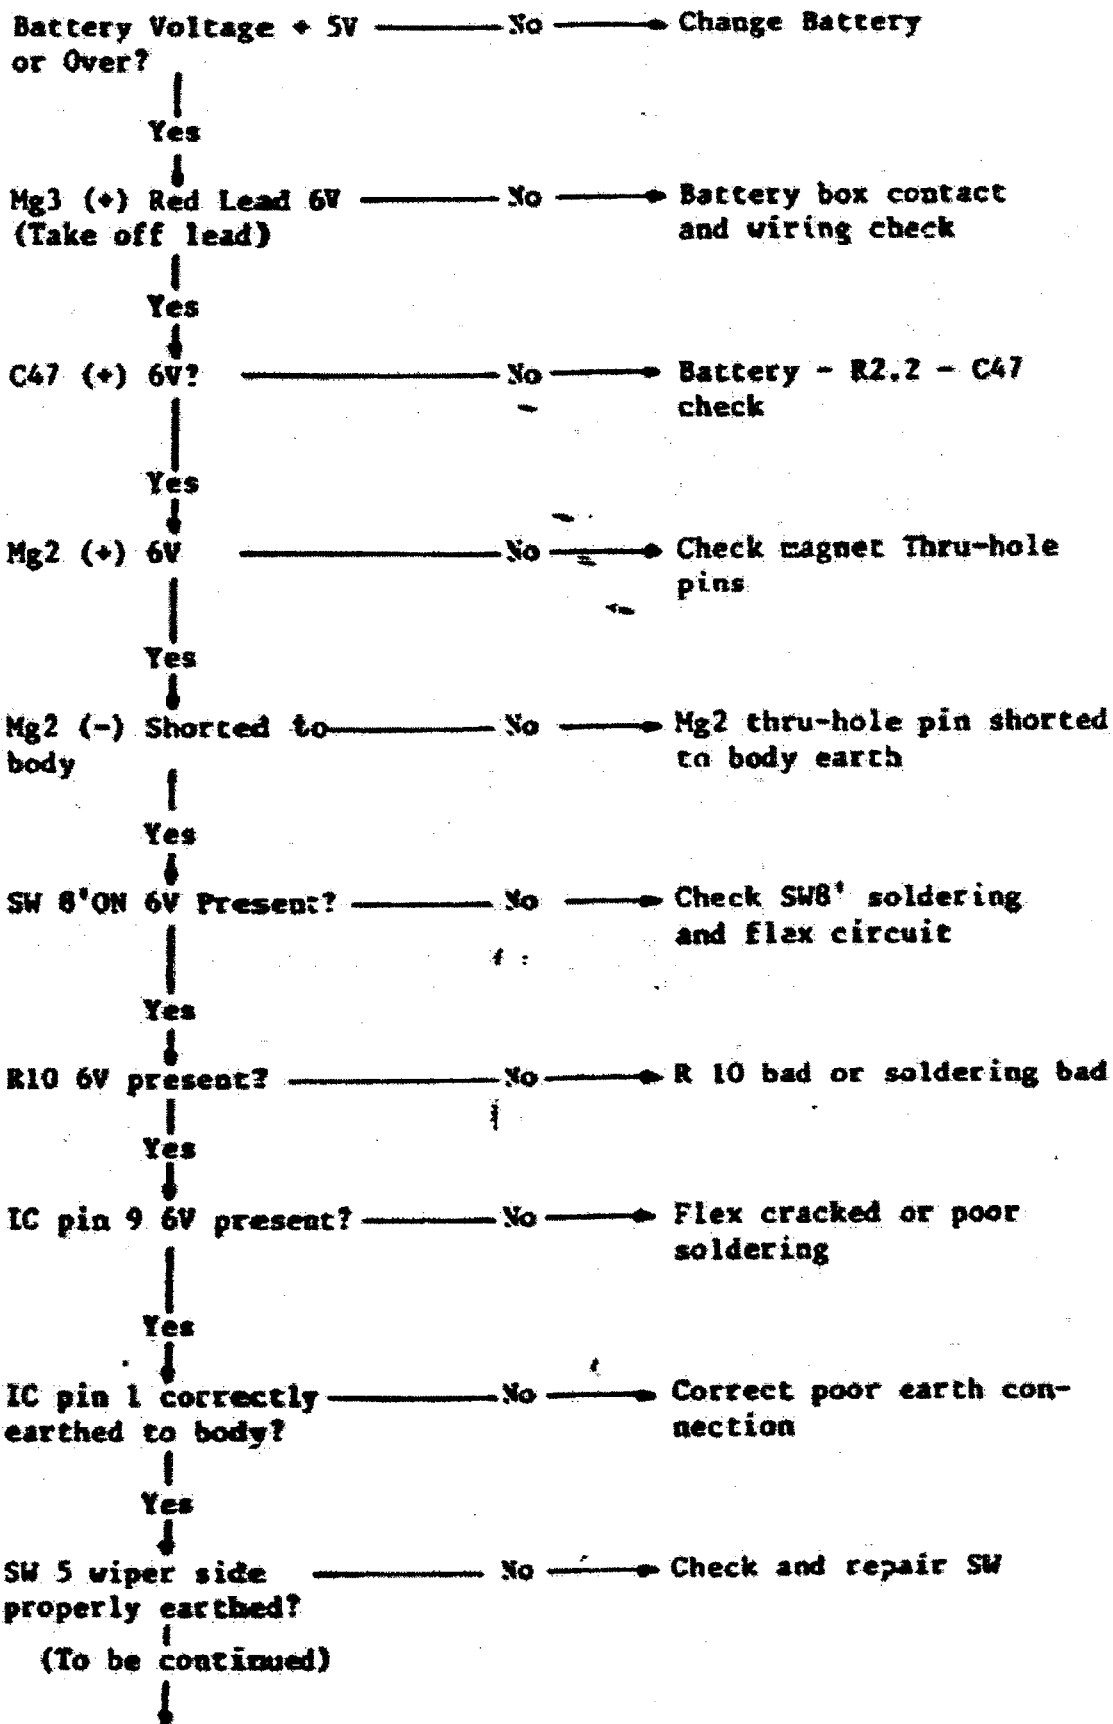 Battery Voltage + 5V No Change Battery
or Over?
Yes
Mg3 (+) Red Lead 6V No Battery box contact
(Take off lead) and wiring check
Yes
C47 (+) 6V? No Battery - R2.2 - C47
check
Yes
Mg2 (+) 6V No Check magnet Thru-hole
pins
Yes
Mg2 (-) Shorted to No Mg2 thru-hole pin shorted
body to body earth
Yes
SW 8'ON 6V Present? No Check SW8' soldering
and flex circuit
Yes
R10 6V present? No R 10 bad or soldering bad
Yes
IC pin 9 6V present? No Flex cracked or poor
soldering
Yes
IC pin 1 correctly No Correct poor earth con-
earthed to body? nection
Yes
SW 5 wiper side No Check and repair SW
properly earthed?
(To be continued)